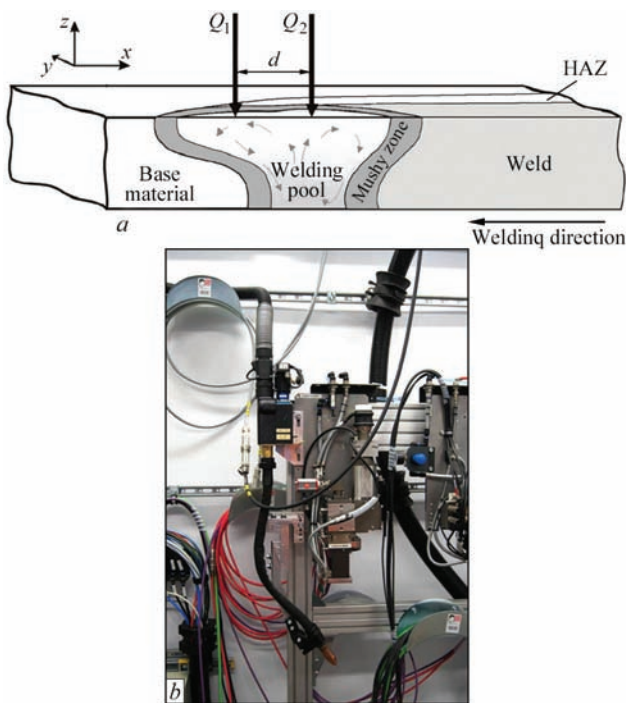 Q1 Q2
z
y x
d
HAZ
Base
material
Welding
pool
Mushy zone
Weld
a
Welding direction
b